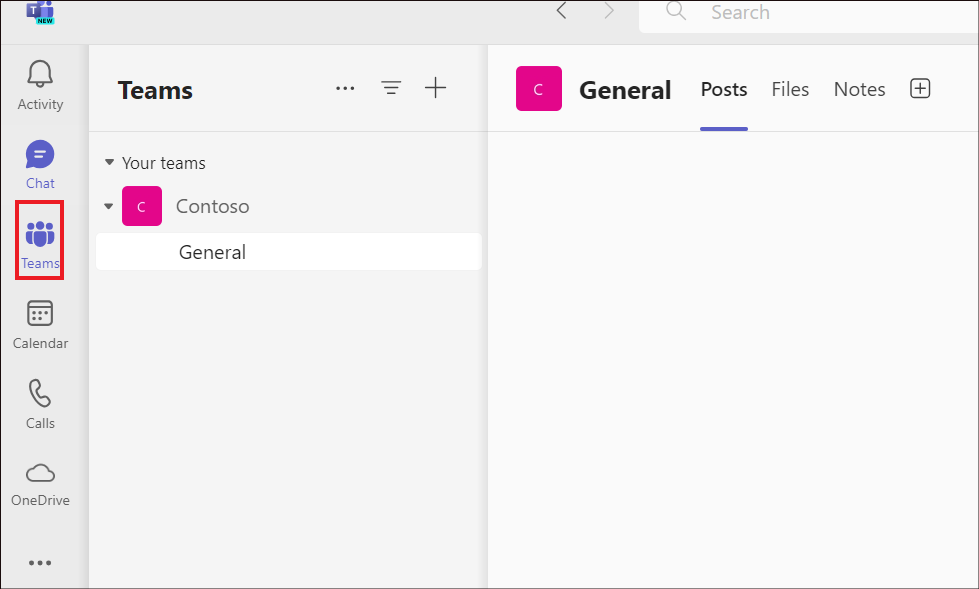 T
NEW
Search
Activity
Chat
Teams
Calendar
Calls
OneDrive
Teams
Your teams
C
Contoso
General
C
General
Posts
Files
Notes